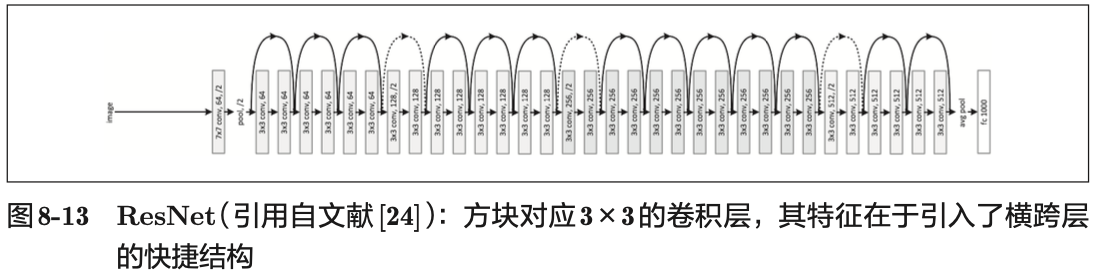 image
7x7 conv, 64, /2
pool, /2
3x3 conv, 64
3x3 conv, 64
3x3 conv, 64
3x3 conv, 64
3x3 conv, 64
3x3 conv, 64
3x3 conv, 128, /2
3x3 conv, 128
3x3 conv, 128
3x3 conv, 128
3x3 conv, 128
3x3 conv, 128
3x3 conv, 128
3x3 conv, 128
3x3 conv, 256, /2
3x3 conv, 256
3x3 conv, 256
3x3 conv, 256
3x3 conv, 256
3x3 conv, 256
3x3 conv, 256
3x3 conv, 256
3x3 conv, 256
3x3 conv, 256
3x3 conv, 256
3x3 conv, 256
3x3 conv, 512, /2
3x3 conv, 512
3x3 conv, 512
3x3 conv, 512
3x3 conv, 512
3x3 conv, 512
avg pool
fc 1000
图8-13 ResNet(引用自文献[24])：方块对应3×3的卷积层，其特征在于引入了横跨层
的快捷结构